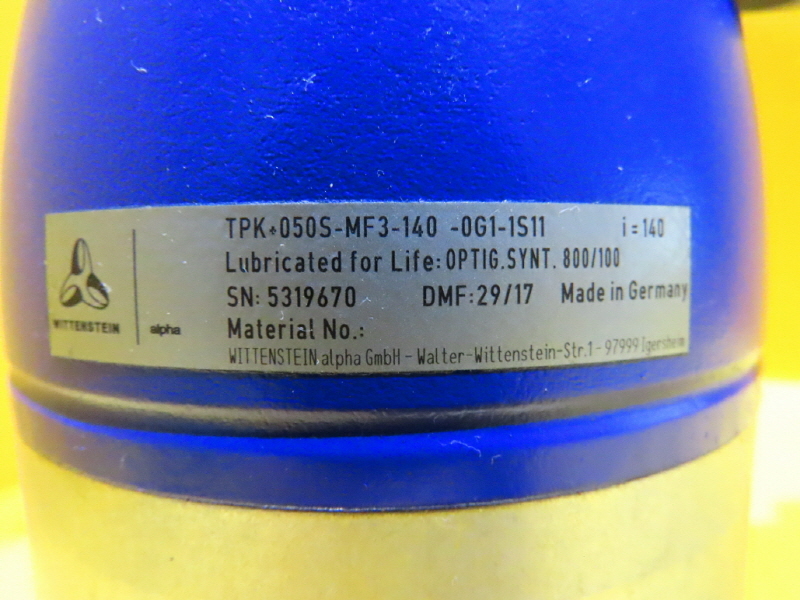 TPK+050S-MF3-140 -0G1-1S11 i=140
Lubricated for Life: OPTIG.SYNT. 800/100
SN: 5319670 DMF: 29/17 Made in Germany
Material No.:
WITTENSTEIN alpha GmbH - Walter-Wittenstein-Str.1 - 97999 Igersheim
WITTENSTEIN alpha